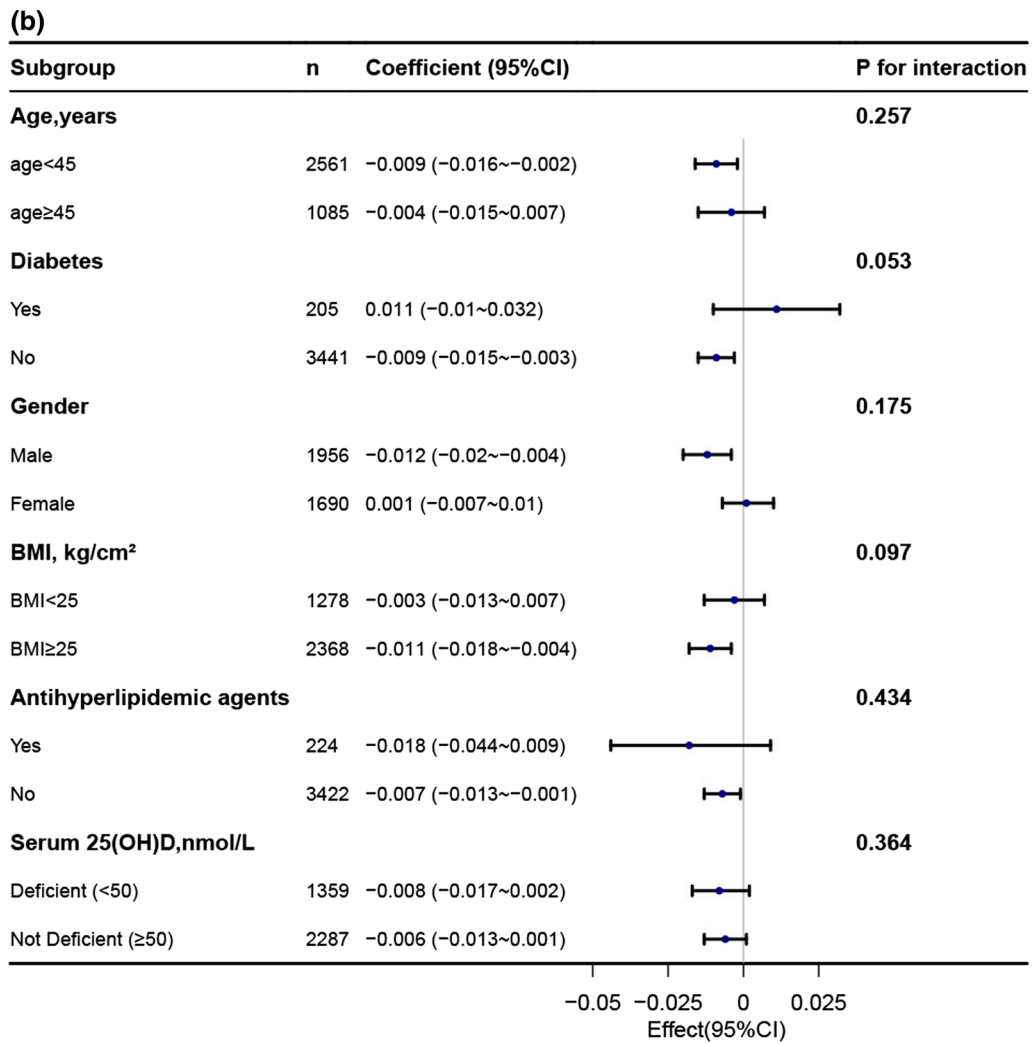 (b)
Subgroup n Coefficient (95%CI) P for interaction
Age,years 0.257
age<45 2561 −0.009 (−0.016~−0.002)
age≥45 1085 −0.004 (−0.015~0.007)
Diabetes 0.053
Yes 205 0.011 (−0.01~0.032)
No 3441 −0.009 (−0.015~−0.003)
Gender 0.175
Male 1956 −0.012 (−0.02~−0.004)
Female 1690 0.001 (−0.007~0.01)
BMI, kg/cm² 0.097
BMI<25 1278 −0.003 (−0.013~0.007)
BMI≥25 2368 −0.011 (−0.018~−0.004)
Antihyperlipidemic agents 0.434
Yes 224 −0.018 (−0.044~0.009)
No 3422 −0.007 (−0.013~−0.001)
Serum 25(OH)D,nmol/L 0.364
Deficient (<50) 1359 −0.008 (−0.017~0.002)
Not Deficient (≥50) 2287 −0.006 (−0.013~0.001)
−0.05 −0.025 0 0.025
Effect(95%CI)